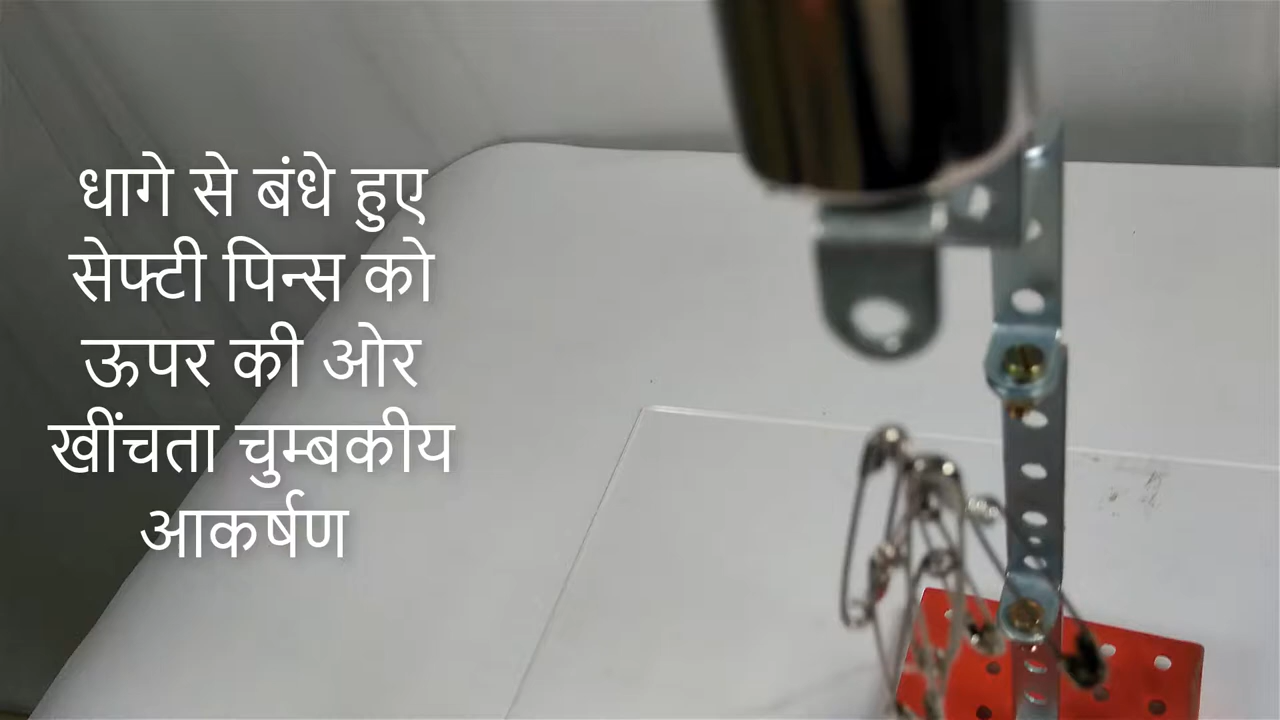 धागे से बंधे हुए
सेफ्टी पिन्स को
ऊपर की ओर
खींचता चुम्बकीय
आकर्षण